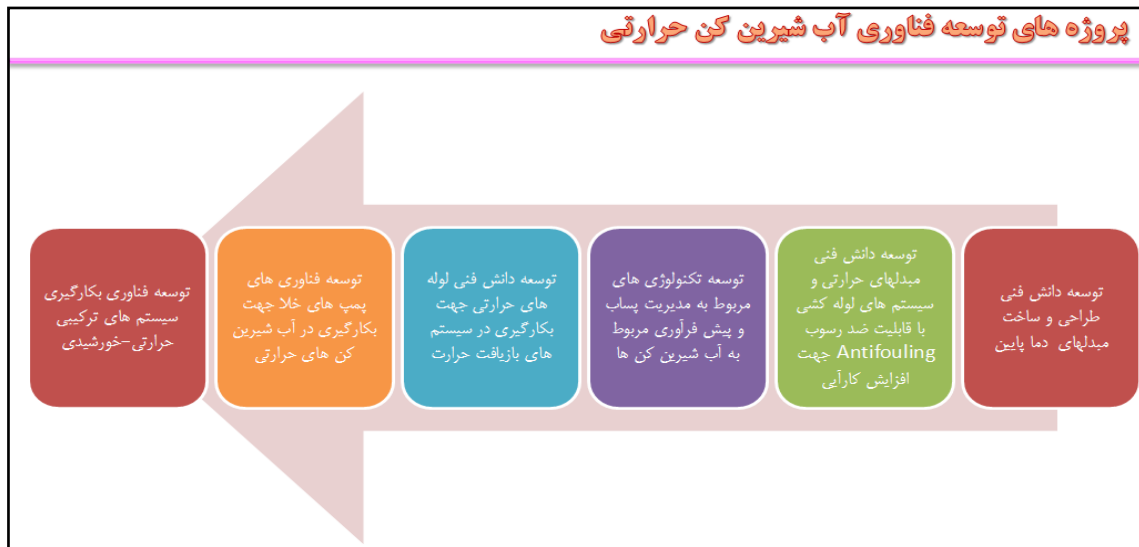 پروژه های توسعه فناوری آب شیرین کن حرارتی
توسعه دانش فنی
طراحی و ساخت
مبدلهای دما پایین
توسعه دانش فنی
مبدلهای حرارتی و
سیستم های لوله کشی
با قابلیت ضد رسوب
Antifouling جهت
افزایش کارآیی
توسعه تکنولوژی های
مربوط به مدیریت پساب
و پیش فرآوری مربوط
به آب شیرین کن ها
توسعه دانش فنی لوله
های حرارتی جهت
بکارگیری در سیستم
های بازیافت حرارت
توسعه فناوری های
پمپ های خلا جهت
بکارگیری در آب شیرین
کن های حرارتی
توسعه فناوری بکارگیری
سیستم های ترکیبی
حرارتی-خورشیدی